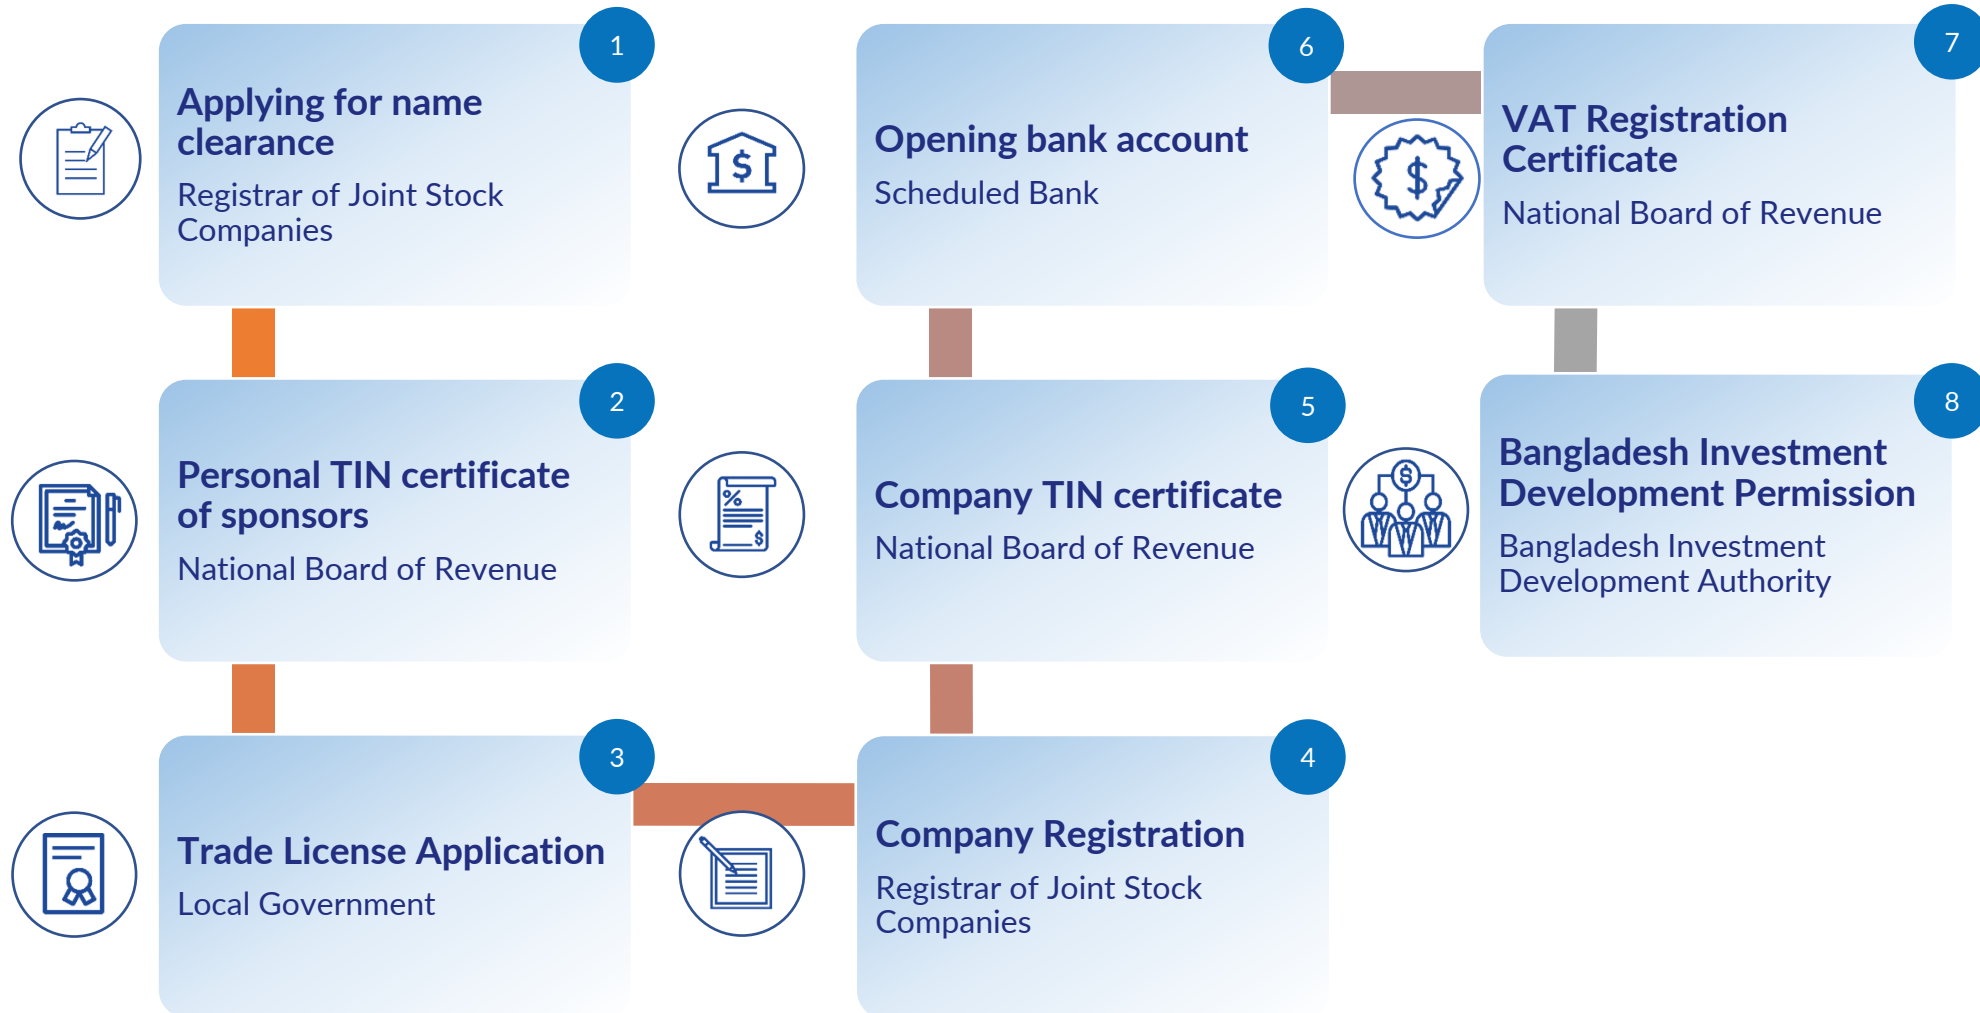 1
Applying for name
clearance
Registrar of Joint Stock
Companies
2
Personal TIN certificate
of sponsors
National Board of Revenue
3
Trade License Application
Local Government
4
Company Registration
Registrar of Joint Stock
Companies
5
Company TIN certificate
National Board of Revenue
6
Opening bank account
Scheduled Bank
7
VAT Registration
Certificate
National Board of Revenue
8
Bangladesh Investment
Development Permission
Bangladesh Investment
Development Authority